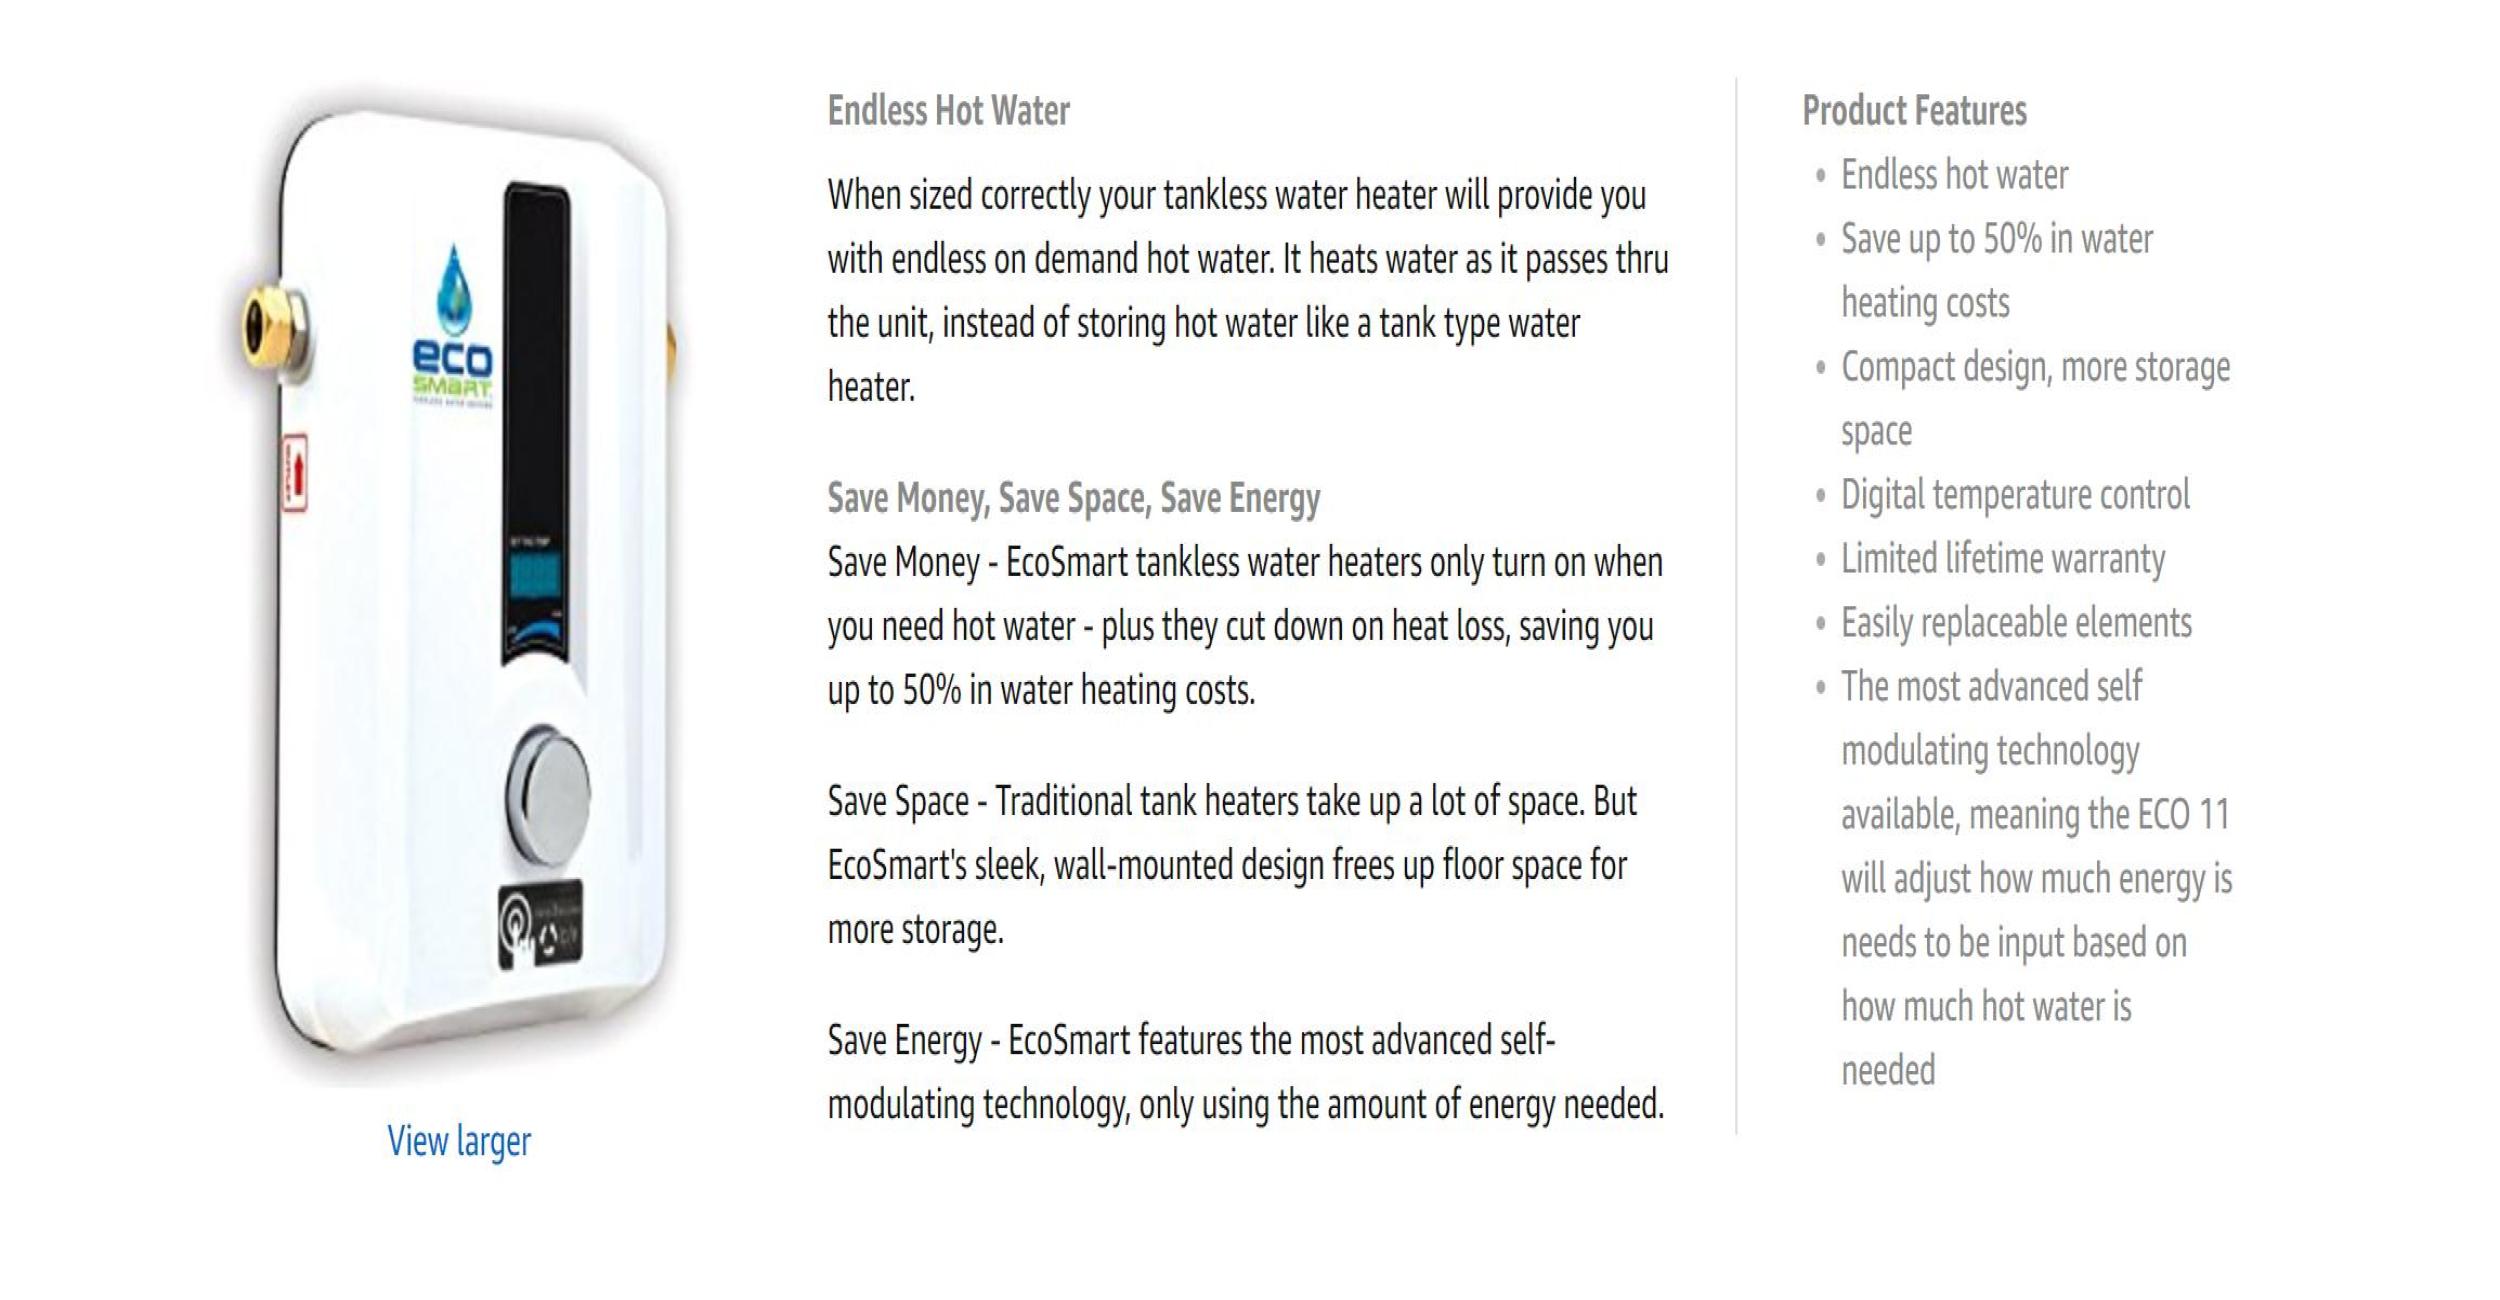 eco
SMART
Endless Hot Water
When sized correctly your tankless water heater will provide you
with endless on demand hot water. It heats water as it passes thru
the unit, instead of storing hot water like a tank type water
heater.
Save Money, Save Space, Save Energy
Save Money - EcoSmart tankless water heaters only turn on when
you need hot water - plus they cut down on heat loss, saving you
up to 50% in water heating costs.
Save Space - Traditional tank heaters take up a lot of space. But
EcoSmart's sleek, wall-mounted design frees up floor space for
more storage.
Save Energy - EcoSmart features the most advanced self-
modulating technology, only using the amount of energy needed.
Product Features
• Endless hot water
• Save up to 50% in water
heating costs
• Compact design, more storage
space
• Digital temperature control
• Limited lifetime warranty
• Easily replaceable elements
• The most advanced self
modulating technology
available, meaning the ECO 11
will adjust how much energy is
needs to be input based on
how much hot water is
needed
View larger